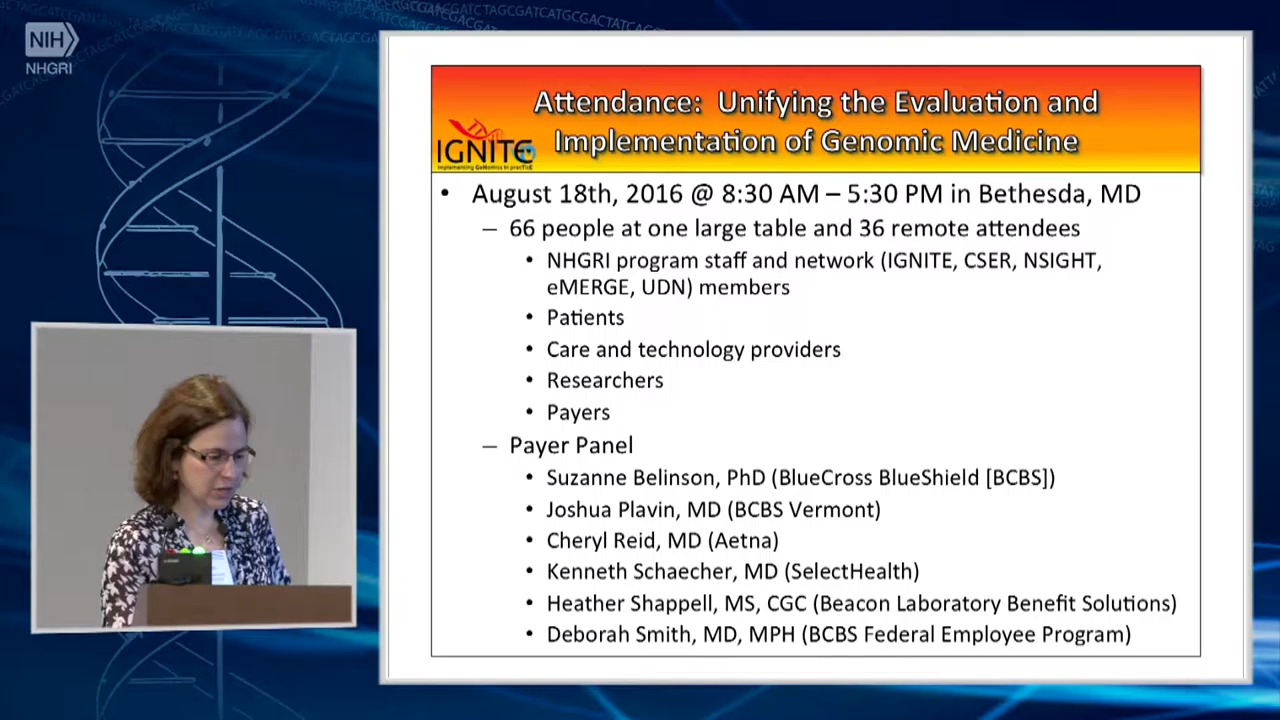 NIH
NHGRI
Attendance: Unifying the Evaluation and
Implementation of Genomic Medicine
IGNITE
Implementing GeNomics In pracTicE
• August 18th, 2016 @ 8:30 AM – 5:30 PM in Bethesda, MD
– 66 people at one large table and 36 remote attendees
• NHGRI program staff and network (IGNITE, CSER, NSIGHT,
eMERGE, UDN) members
• Patients
• Care and technology providers
• Researchers
• Payers
– Payer Panel
• Suzanne Belinson, PhD (BlueCross BlueShield [BCBS])
• Joshua Plavin, MD (BCBS Vermont)
• Cheryl Reid, MD (Aetna)
• Kenneth Schaecher, MD (SelectHealth)
• Heather Shappell, MS, CGC (Beacon Laboratory Benefit Solutions)
• Deborah Smith, MD, MPH (BCBS Federal Employee Program)